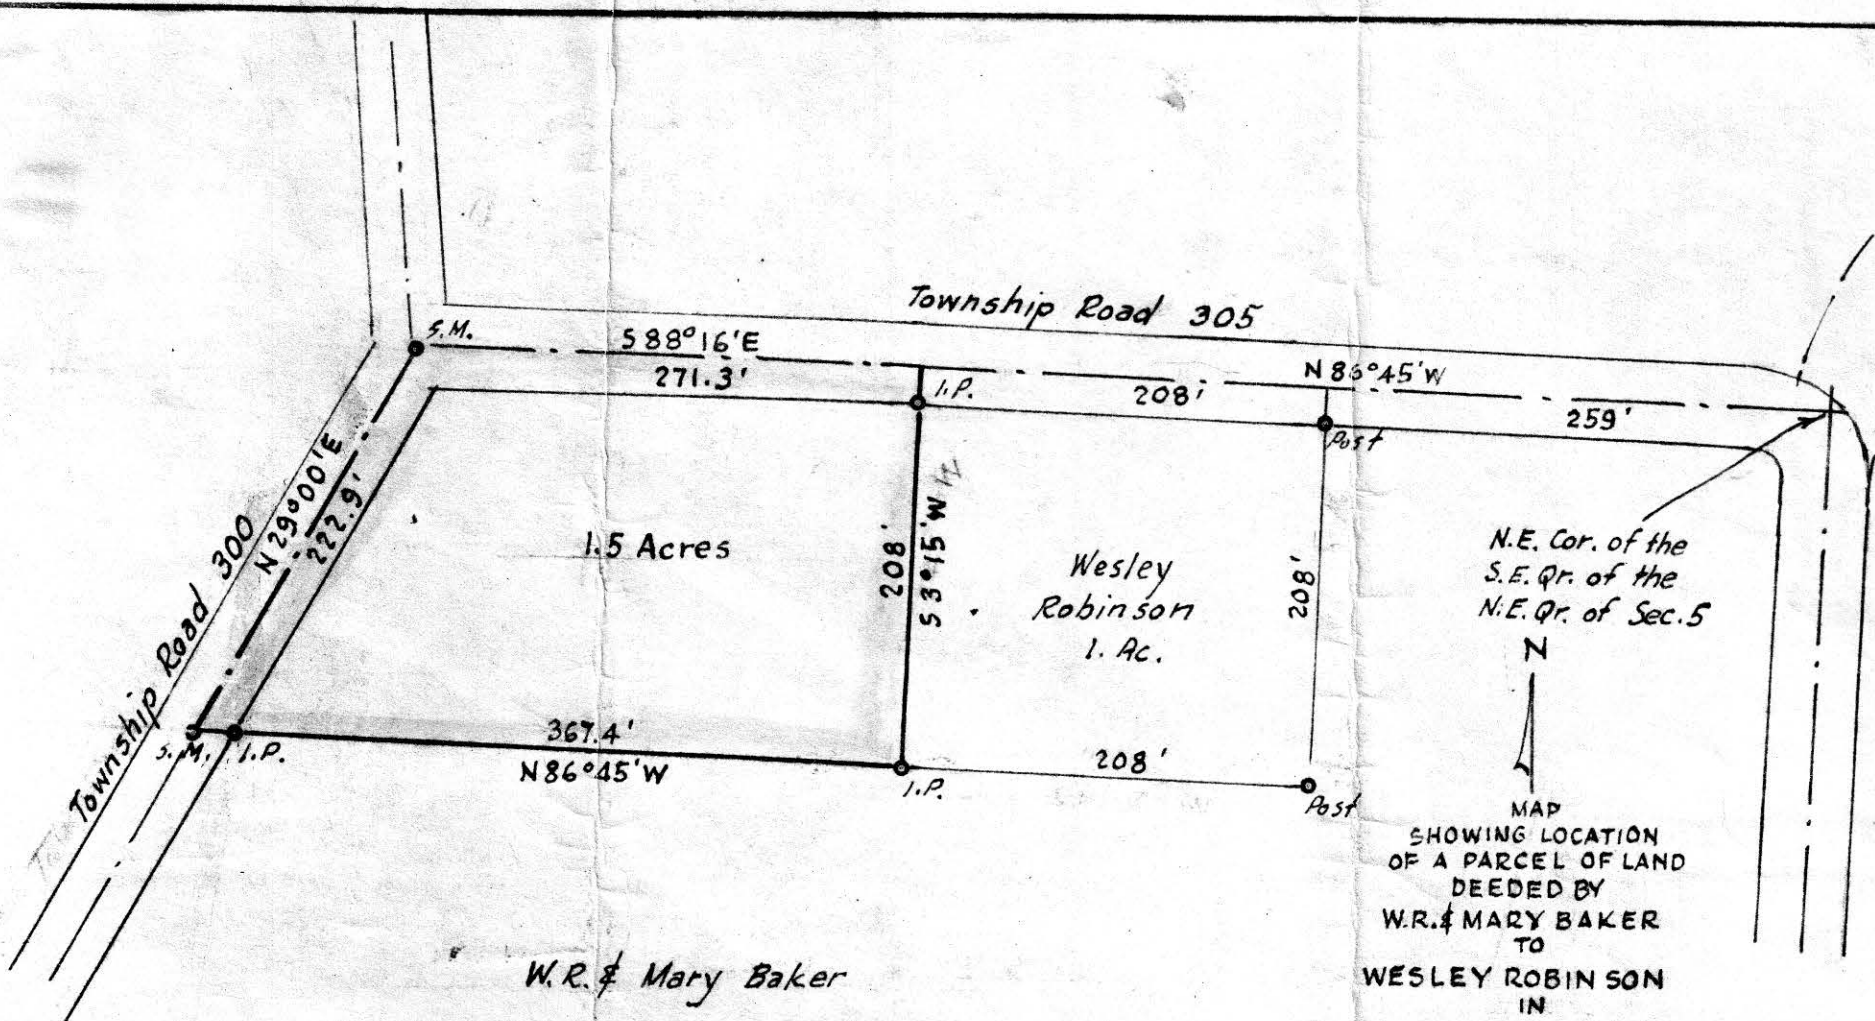 Township Road 305
S.M.
S 88°16'E
271.3'
I.P.
208'
N 86°45'W
259'
Post
N 29°00'E
222.9'
Township Road 300
1.5 Acres
208'
S 3°15'W
Wesley
Robinson
1. Ac.
208'
N.E. Cor. of the
S.E. Qr. of the
N.E. Qr. of Sec. 5
N
S.M.
I.P.
367.4'
N 86°45'W
I.P.
208'
Post
W.R. & Mary Baker
MAP
SHOWING LOCATION
OF A PARCEL OF LAND
DEEDED BY
W.R. & MARY BAKER
TO
WESLEY ROBINSON
IN